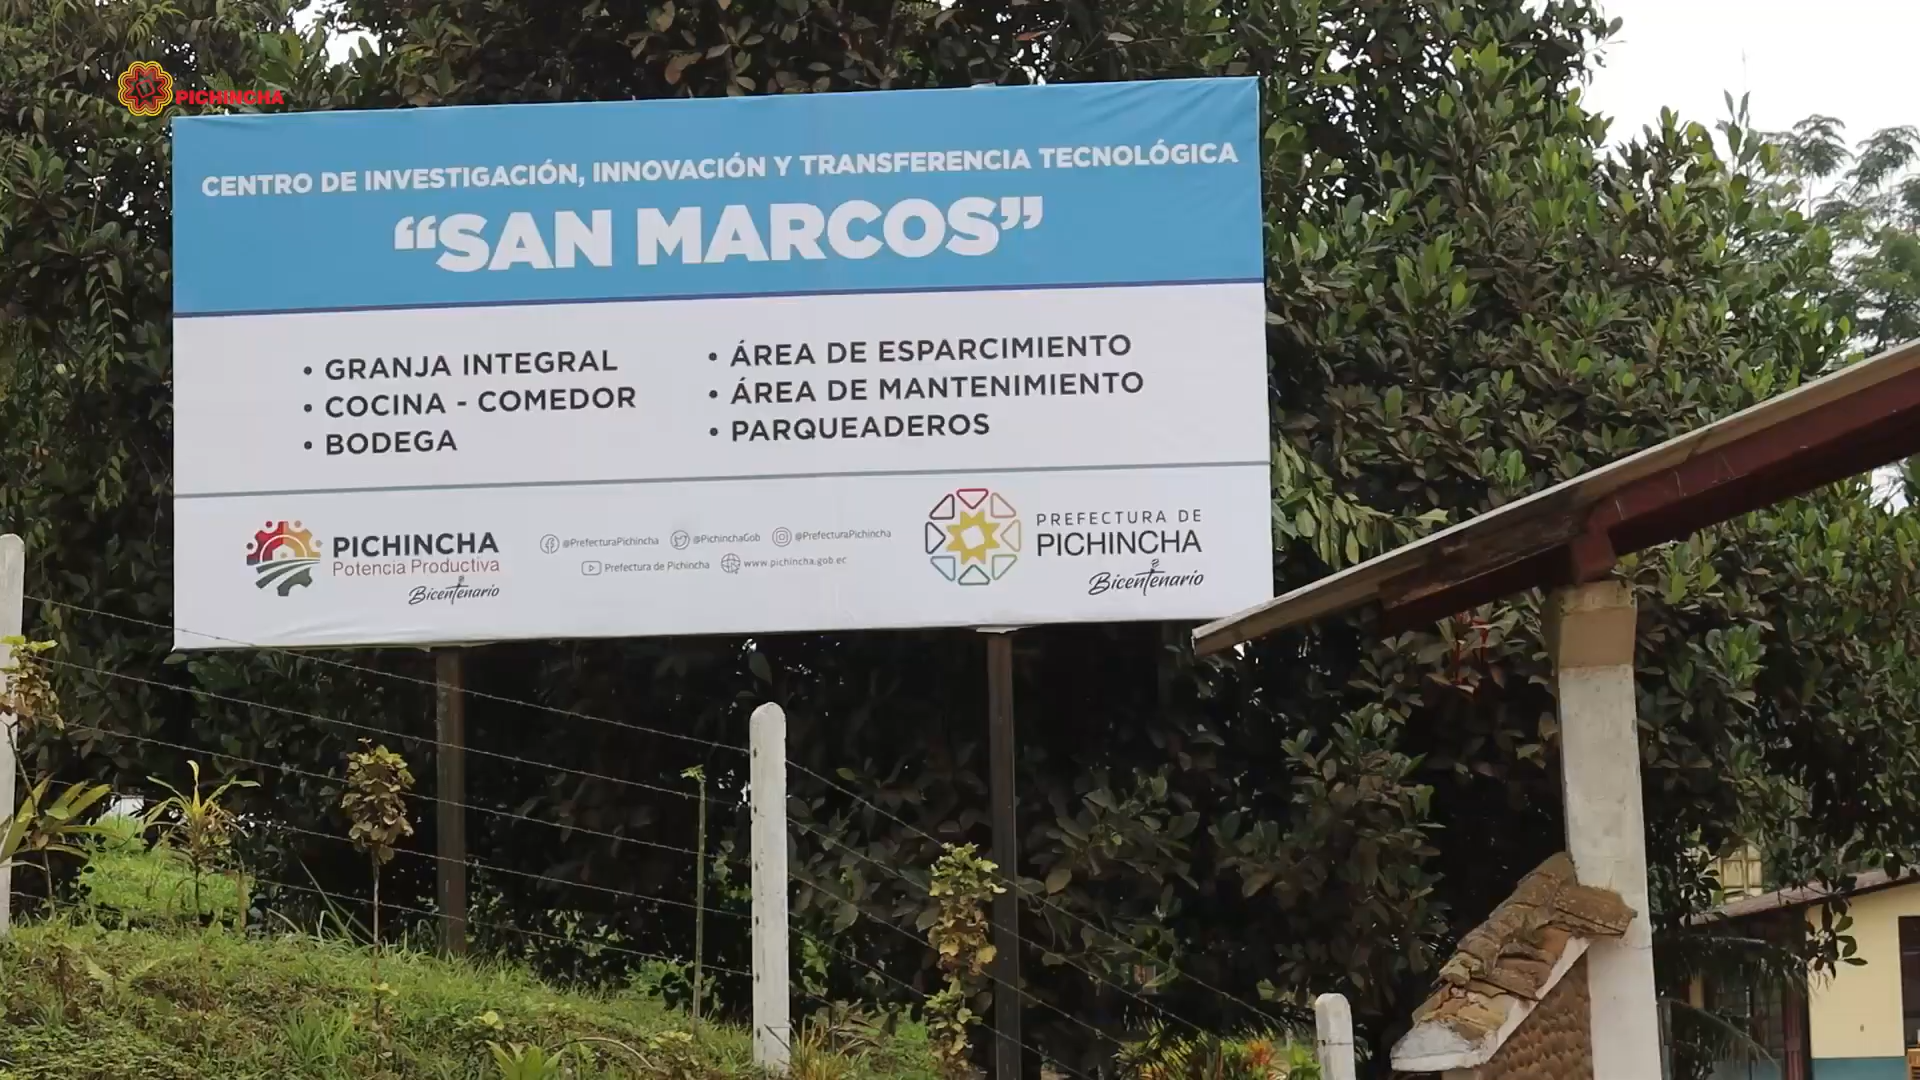 PICHINCHA
CENTRO DE INVESTIGACIÓN, INNOVACIÓN Y TRANSFERENCIA TECNOLÓGICA
“SAN MARCOS”
• GRANJA INTEGRAL
• COCINA - COMEDOR
• BODEGA
• ÁREA DE ESPARCIMIENTO
• ÁREA DE MANTENIMIENTO
• PARQUEADEROS
PICHINCHA
Potencia Productiva
Bicentenario
@PrefecturaPichincha @PichinchaGob @PrefecturaPichincha
Prefectura de Pichincha www.pichincha.gob.ec
PREFECTURA DE
PICHINCHA
Bicentenario